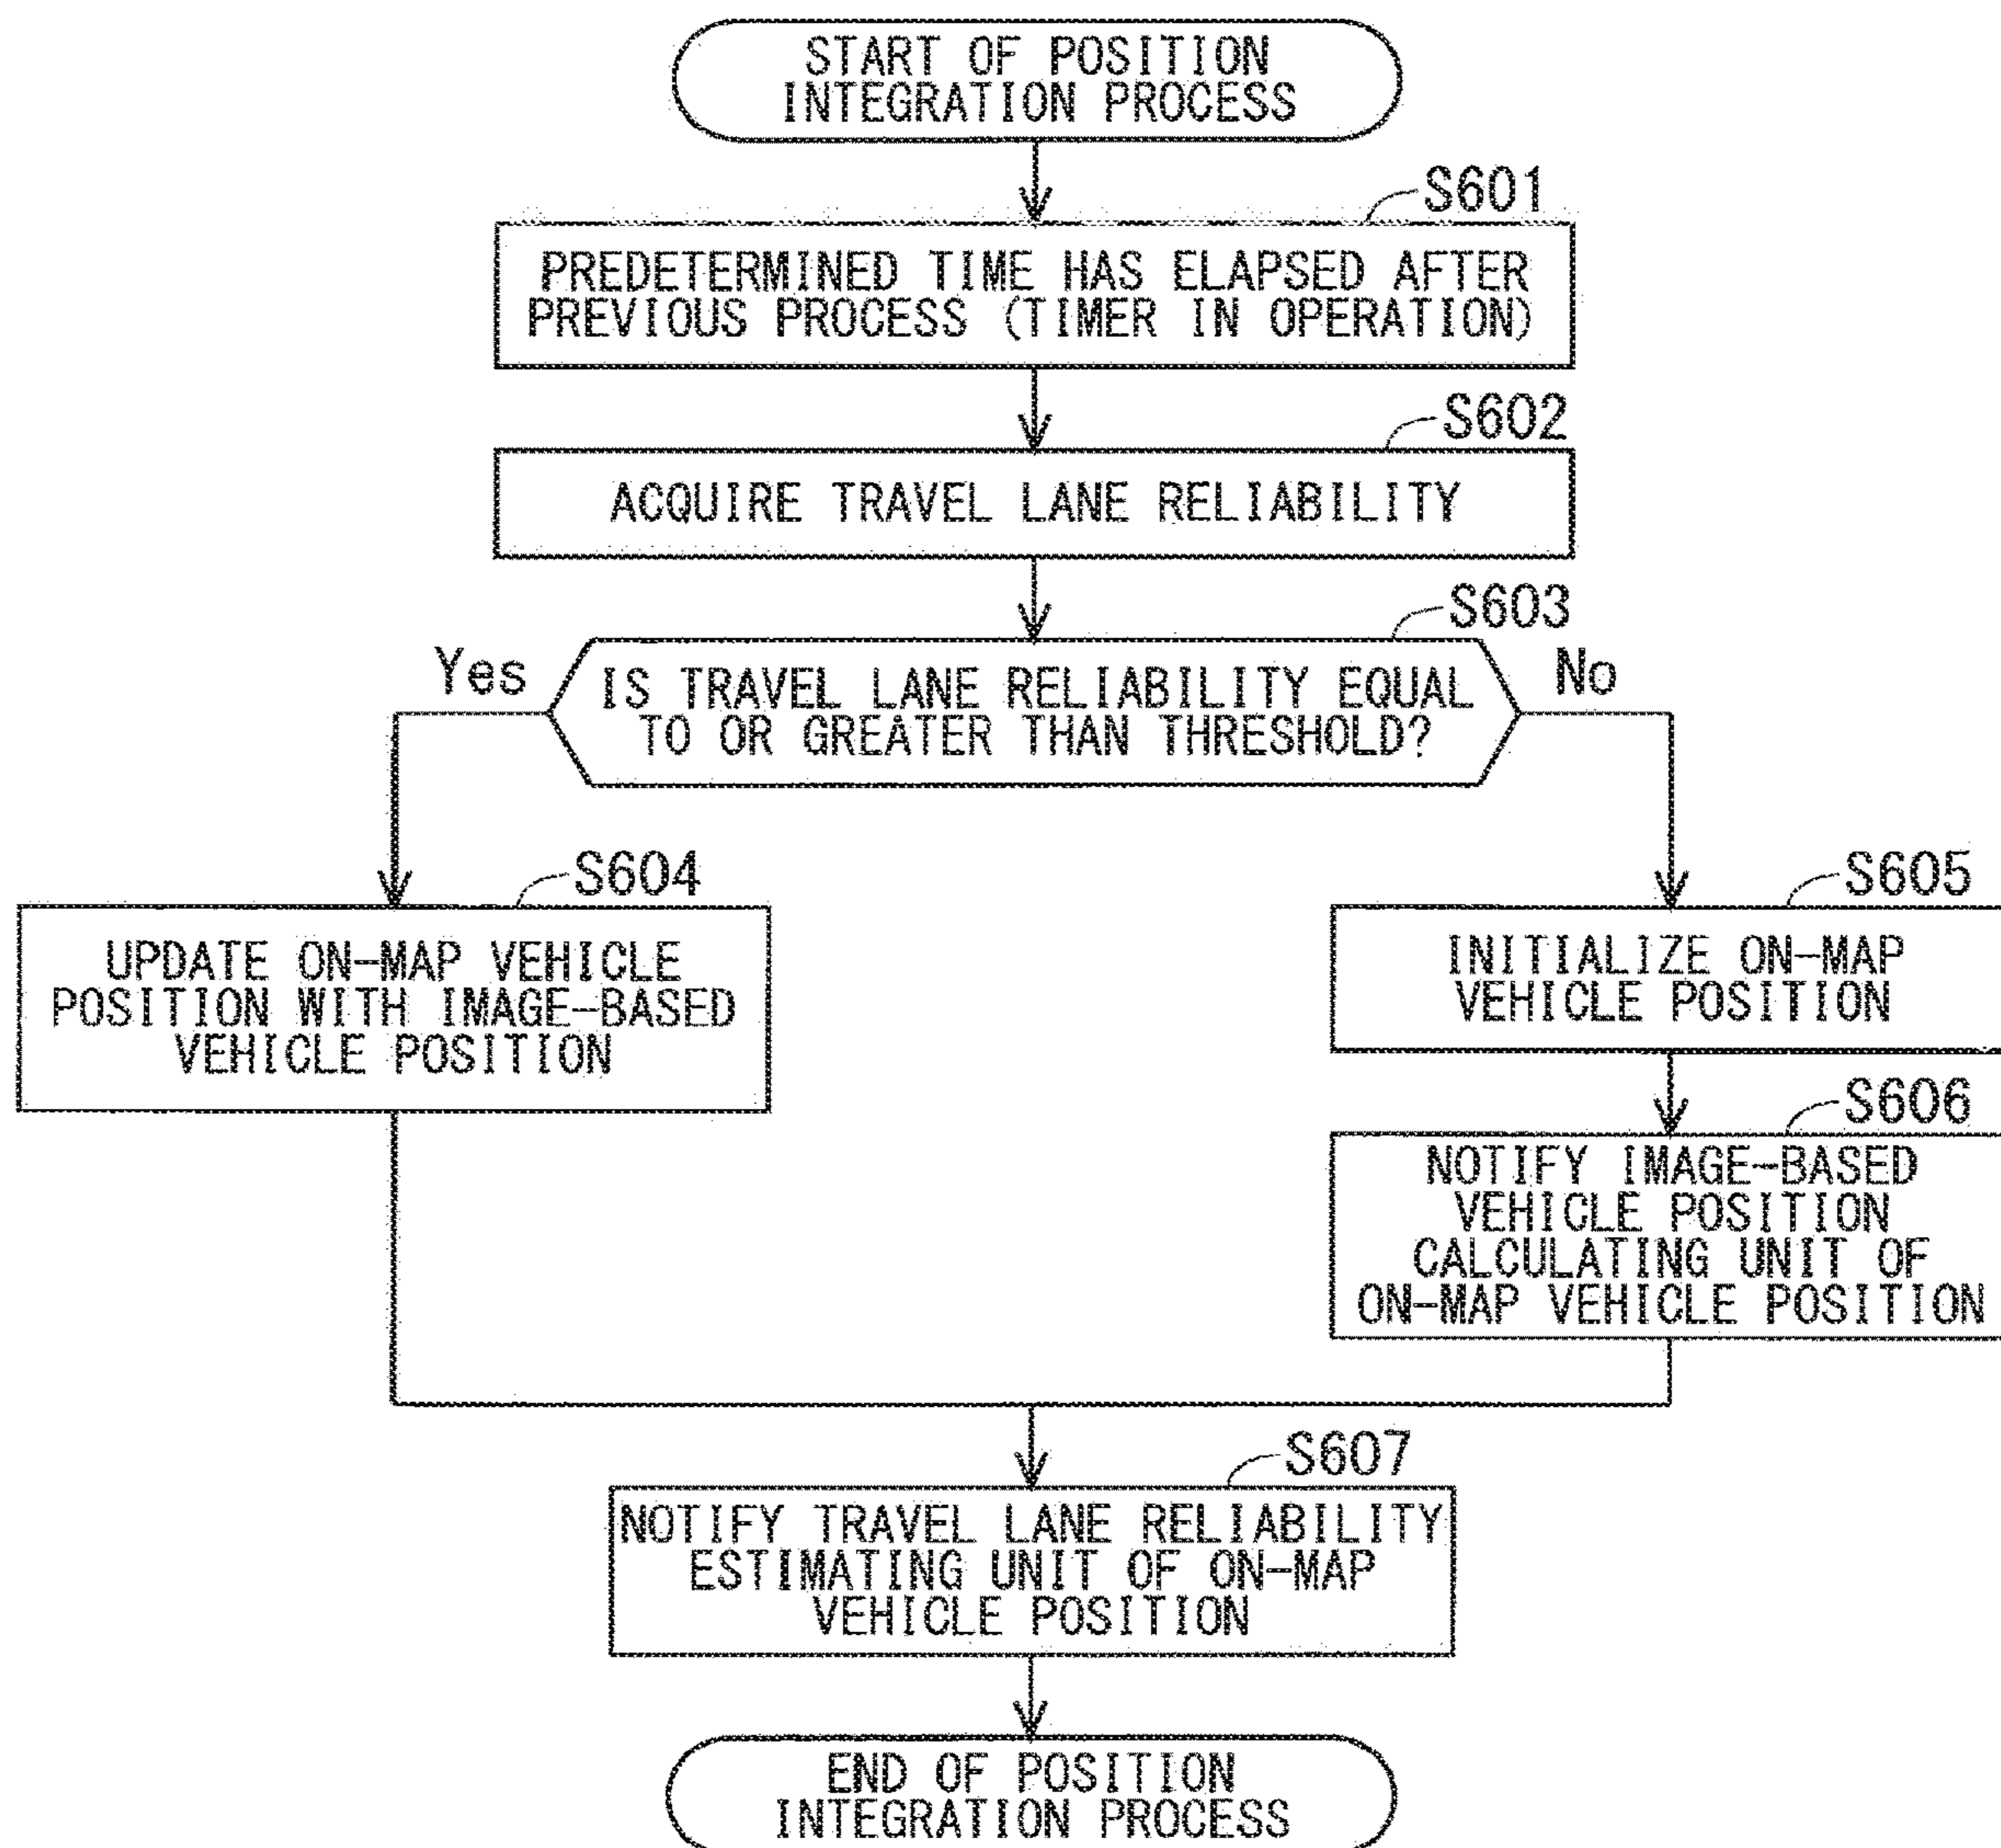 START OF POSITION
INTEGRATION PROCESS
S601
PREDETERMINED TIME HAS ELAPSED AFTER
PREVIOUS PROCESS (TIMER IN OPERATION)
S602
ACQUIRE TRAVEL LANE RELIABILITY
S603
Yes
IS TRAVEL LANE RELIABILITY EQUAL
TO OR GREATER THAN THRESHOLD?
No
S604
UPDATE ON-MAP VEHICLE
POSITION WITH IMAGE-BASED
VEHICLE POSITION
S605
INITIALIZE ON-MAP
VEHICLE POSITION
S606
NOTIFY IMAGE-BASED
VEHICLE POSITION
CALCULATING UNIT OF
ON-MAP VEHICLE POSITION
S607
NOTIFY TRAVEL LANE RELIABILITY
ESTIMATING UNIT OF ON-MAP
VEHICLE POSITION
END OF POSITION
INTEGRATION PROCESS